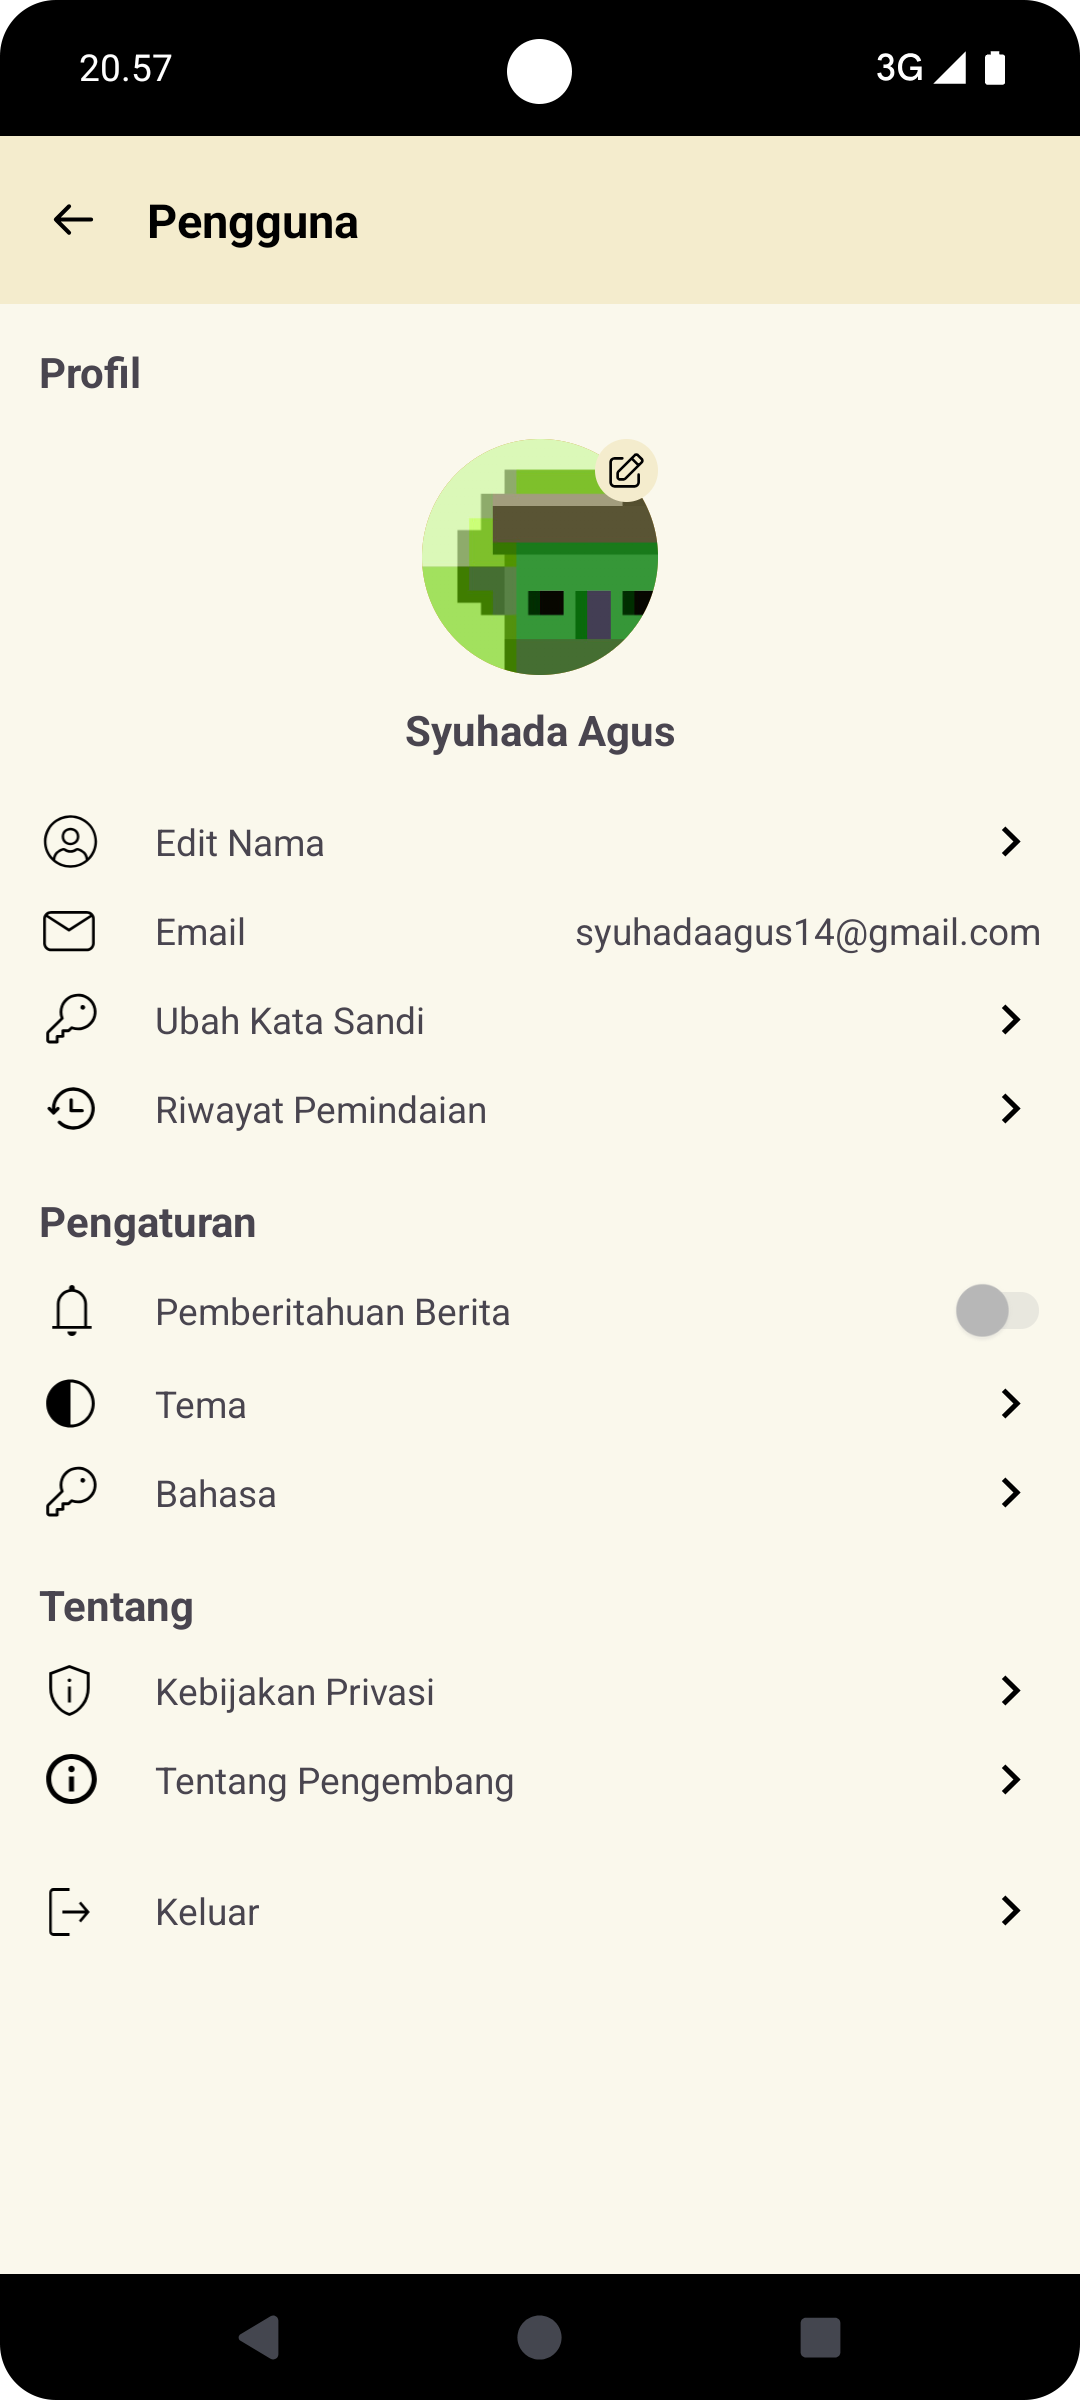 20.57
3G
Pengguna
Profil
Syuhada Agus
Edit Nama
Email syuhadaagus14@gmail.com
Ubah Kata Sandi
Riwayat Pemindaian
Pengaturan
Pemberitahuan Berita
Tema
Bahasa
Tentang
Kebijakan Privasi
Tentang Pengembang
Keluar